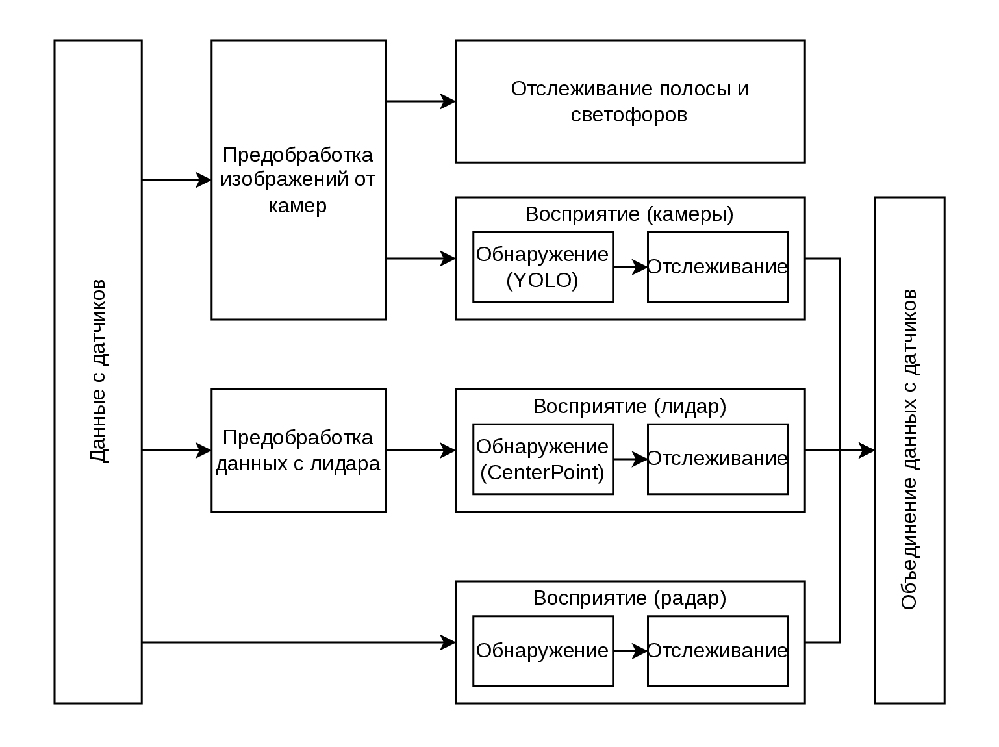 Данные с датчиков
Предобработка
изображений от
камер
Отслеживание полосы и
светофоров
Восприятие (камеры)
Обнаружение
(YOLO)
Отслеживание
Предобработка
данных с лидара
Восприятие (лидар)
Обнаружение
(CenterPoint)
Отслеживание
Восприятие (радар)
Обнаружение
Отслеживание
Объединение данных с датчиков